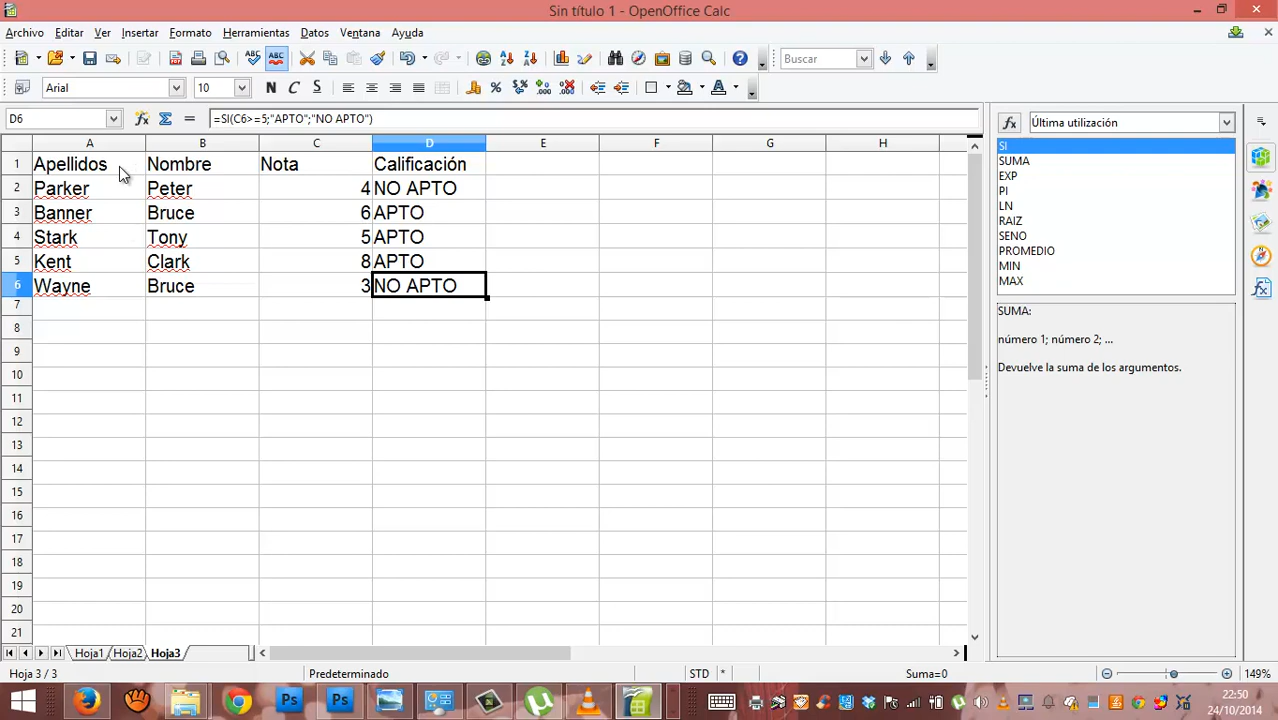 Sin título 1 - OpenOffice Calc
Archivo Editar Ver Insertar Formato Herramientas Datos Ventana Ayuda
ABC ABC Buscar
Arial 10 N C S
D6 =SI(C6>=5;"APTO";"NO APTO") Última utilización
A B C D E F G H
1 Apellidos Nombre Nota Calificación
2 Parker Peter 4 NO APTO
3 Banner Bruce 6 APTO
4 Stark Tony 5 APTO
5 Kent Clark 8 APTO
6 Wayne Bruce 3 NO APTO
7
8
9
10
11
12
13
14
15
16
17
18
19
20
21
SI
SUMA
EXP
PI
LN
RAIZ
SENO
PROMEDIO
MIN
MAX
SUMA:
número 1; número 2; ...
Devuelve la suma de los argumentos.
Hoja1 Hoja2 Hoja3
Hoja 3 / 3 Predeterminado STD * Suma=0 149%
Ps Ps
22:50
24/10/2014